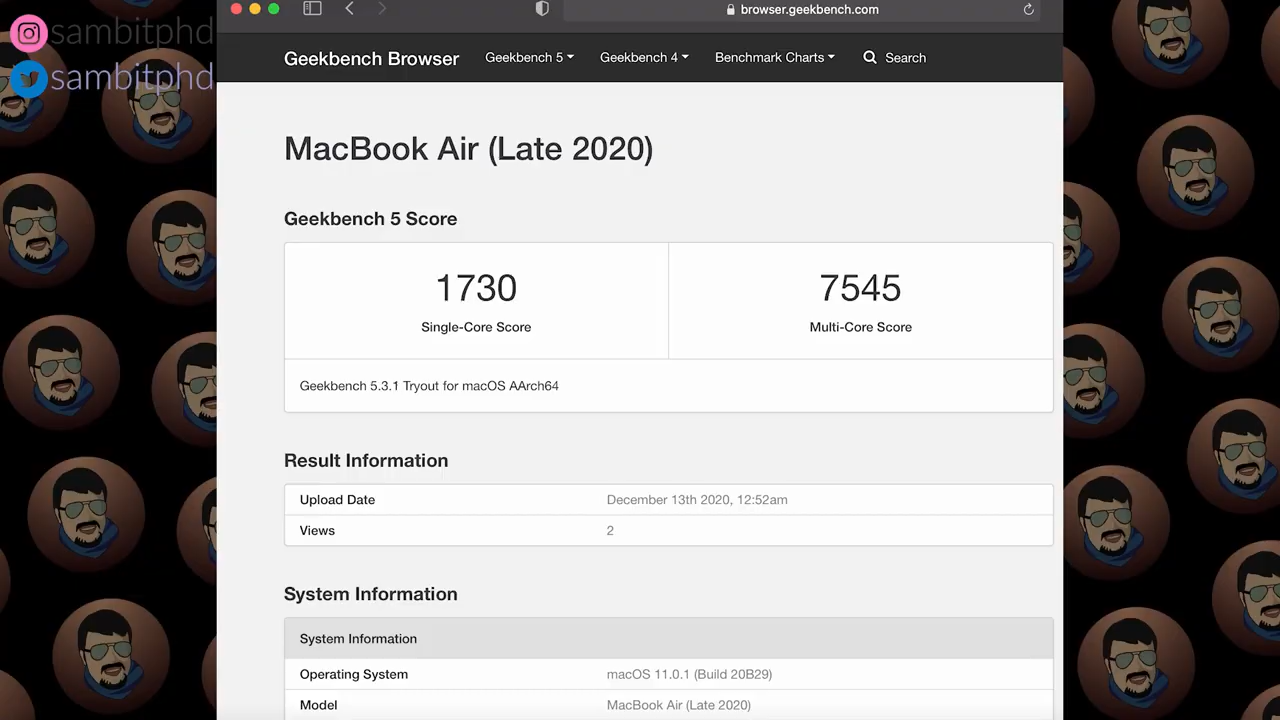 sambitphd
sambitphd
browser.geekbench.com
Geekbench Browser Geekbench 5 Geekbench 4 Benchmark Charts Search
MacBook Air (Late 2020)
Geekbench 5 Score
1730 7545
Single-Core Score Multi-Core Score
Geekbench 5.3.1 Tryout for macOS AArch64
Result Information
Upload Date December 13th 2020, 12:52am
Views 2
System Information
System Information
Operating System macOS 11.0.1 (Build 20B29)
Model MacBook Air (Late 2020)